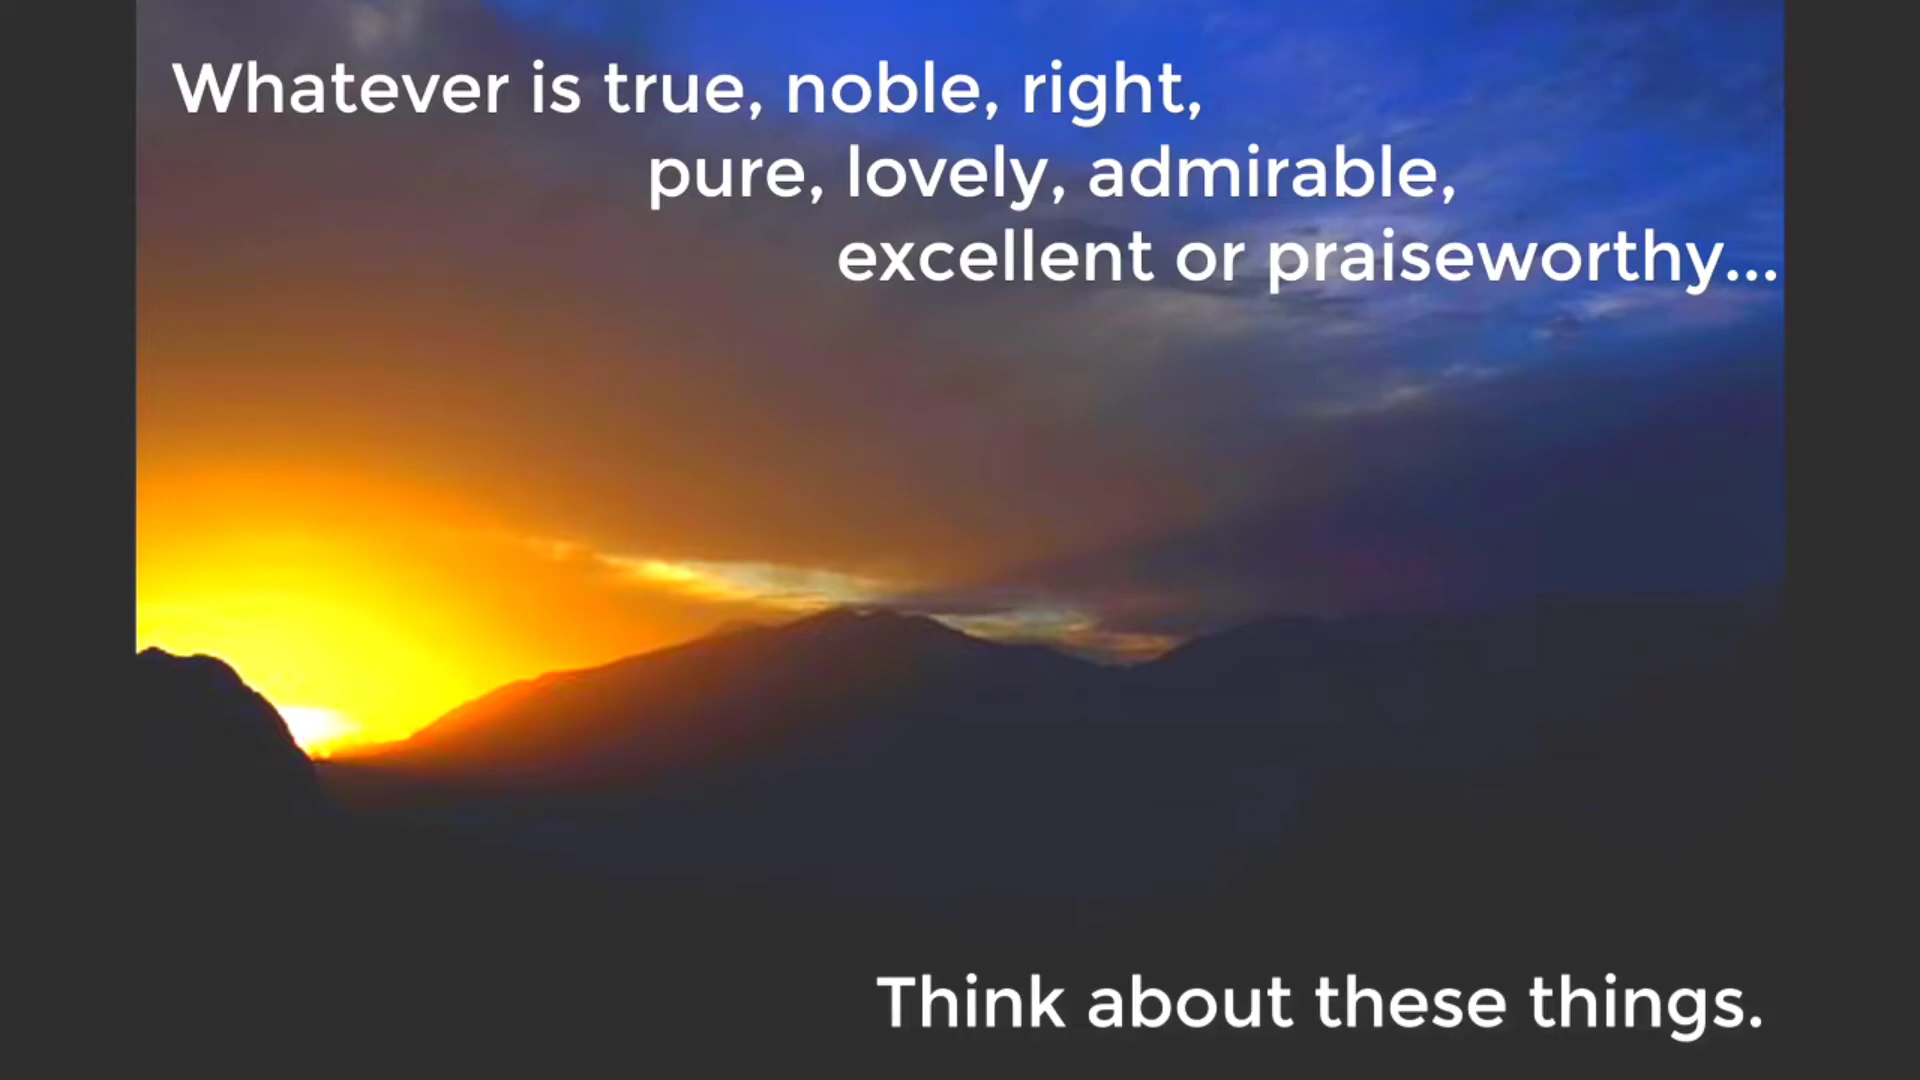 Whatever is true, noble, right,
pure, lovely, admirable,
excellent or praiseworthy...
Think about these things.